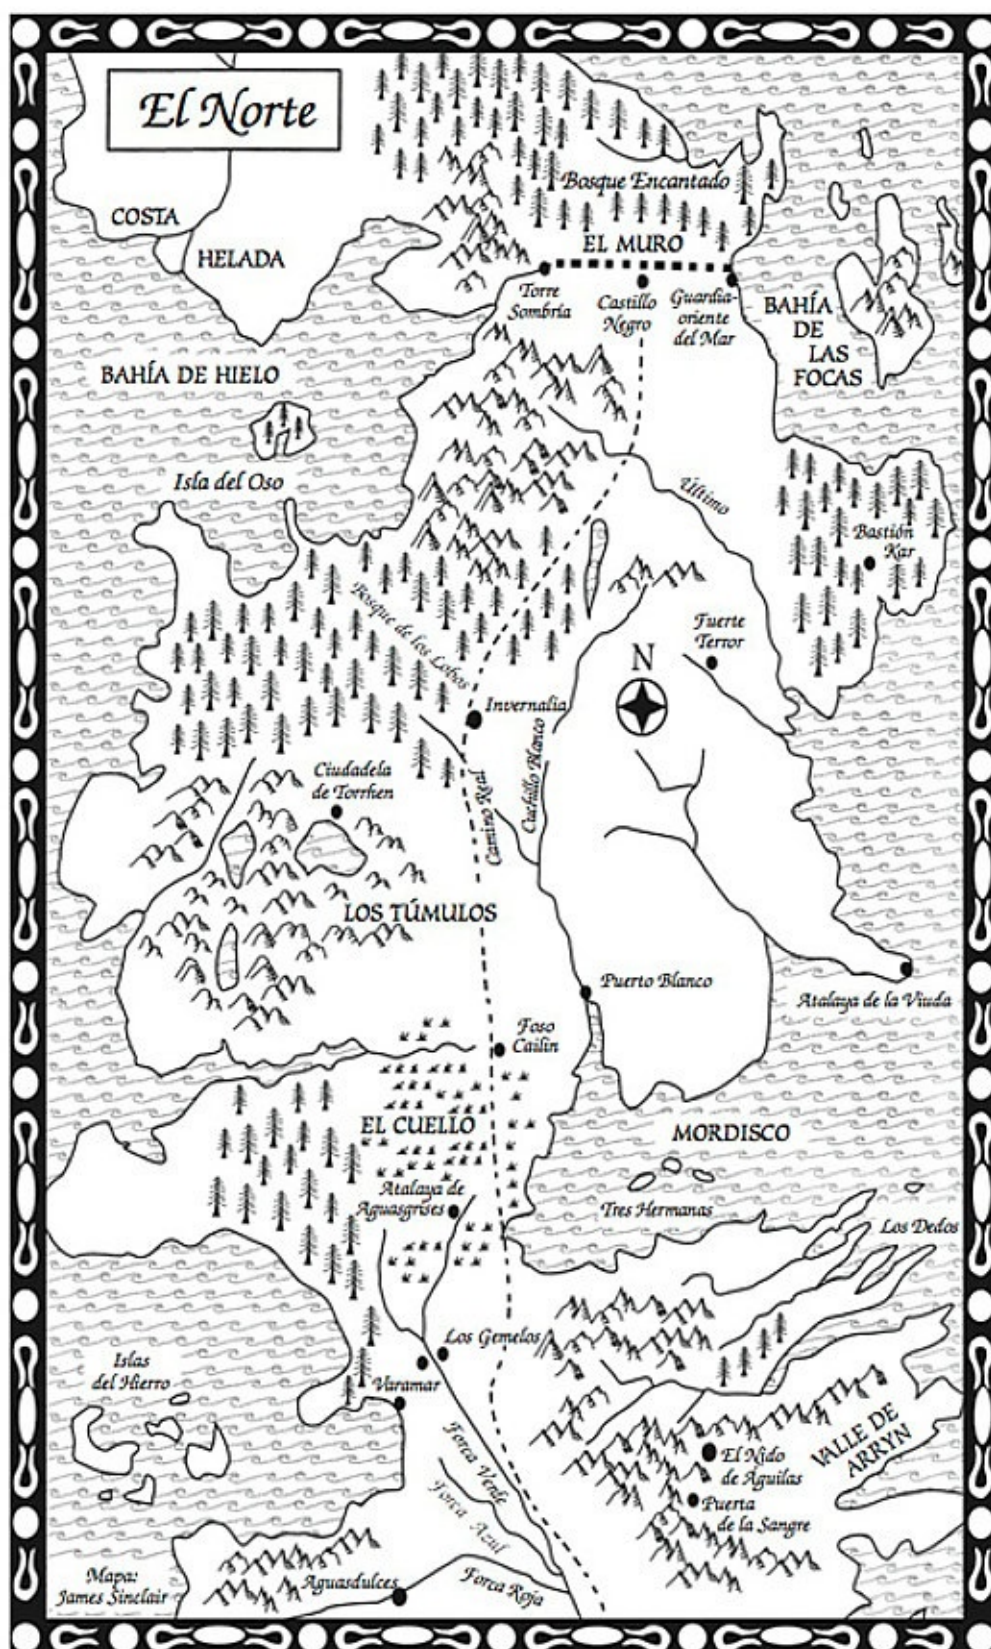 El Norte
Bosque Encantado
COSTA
HELADA
EL MURO
Torre
Sombría
Castillo
Negro
Guardia-
oriente
del Mar
BAHÍA
DE
LAS
FOCAS
BAHÍA DE HIELO
Isla del Oso
Último
Bastión
Kar
Bosque de los Lobos
Fuerte
Terror
N
Invernalia
Cuchillo Blanco
Camino Real
Ciudadela
de Torrhen
LOS TÚMULOS
Puerto Blanco
Atalaya de la Viuda
Foso
Cailin
EL CUELLO
MORDISCO
Atalaya de
Aguasgrises
Tres Hermanas
Los Dedos
Los Gemelos
Islas
del Hierro
Varamar
Forca Verde
Forca Azul
Forca Roja
VALLE DE
ARRYN
El Nido
de Águilas
Puerta
de la Sangre
Aguasdulces
Mapa:
James Sinclair